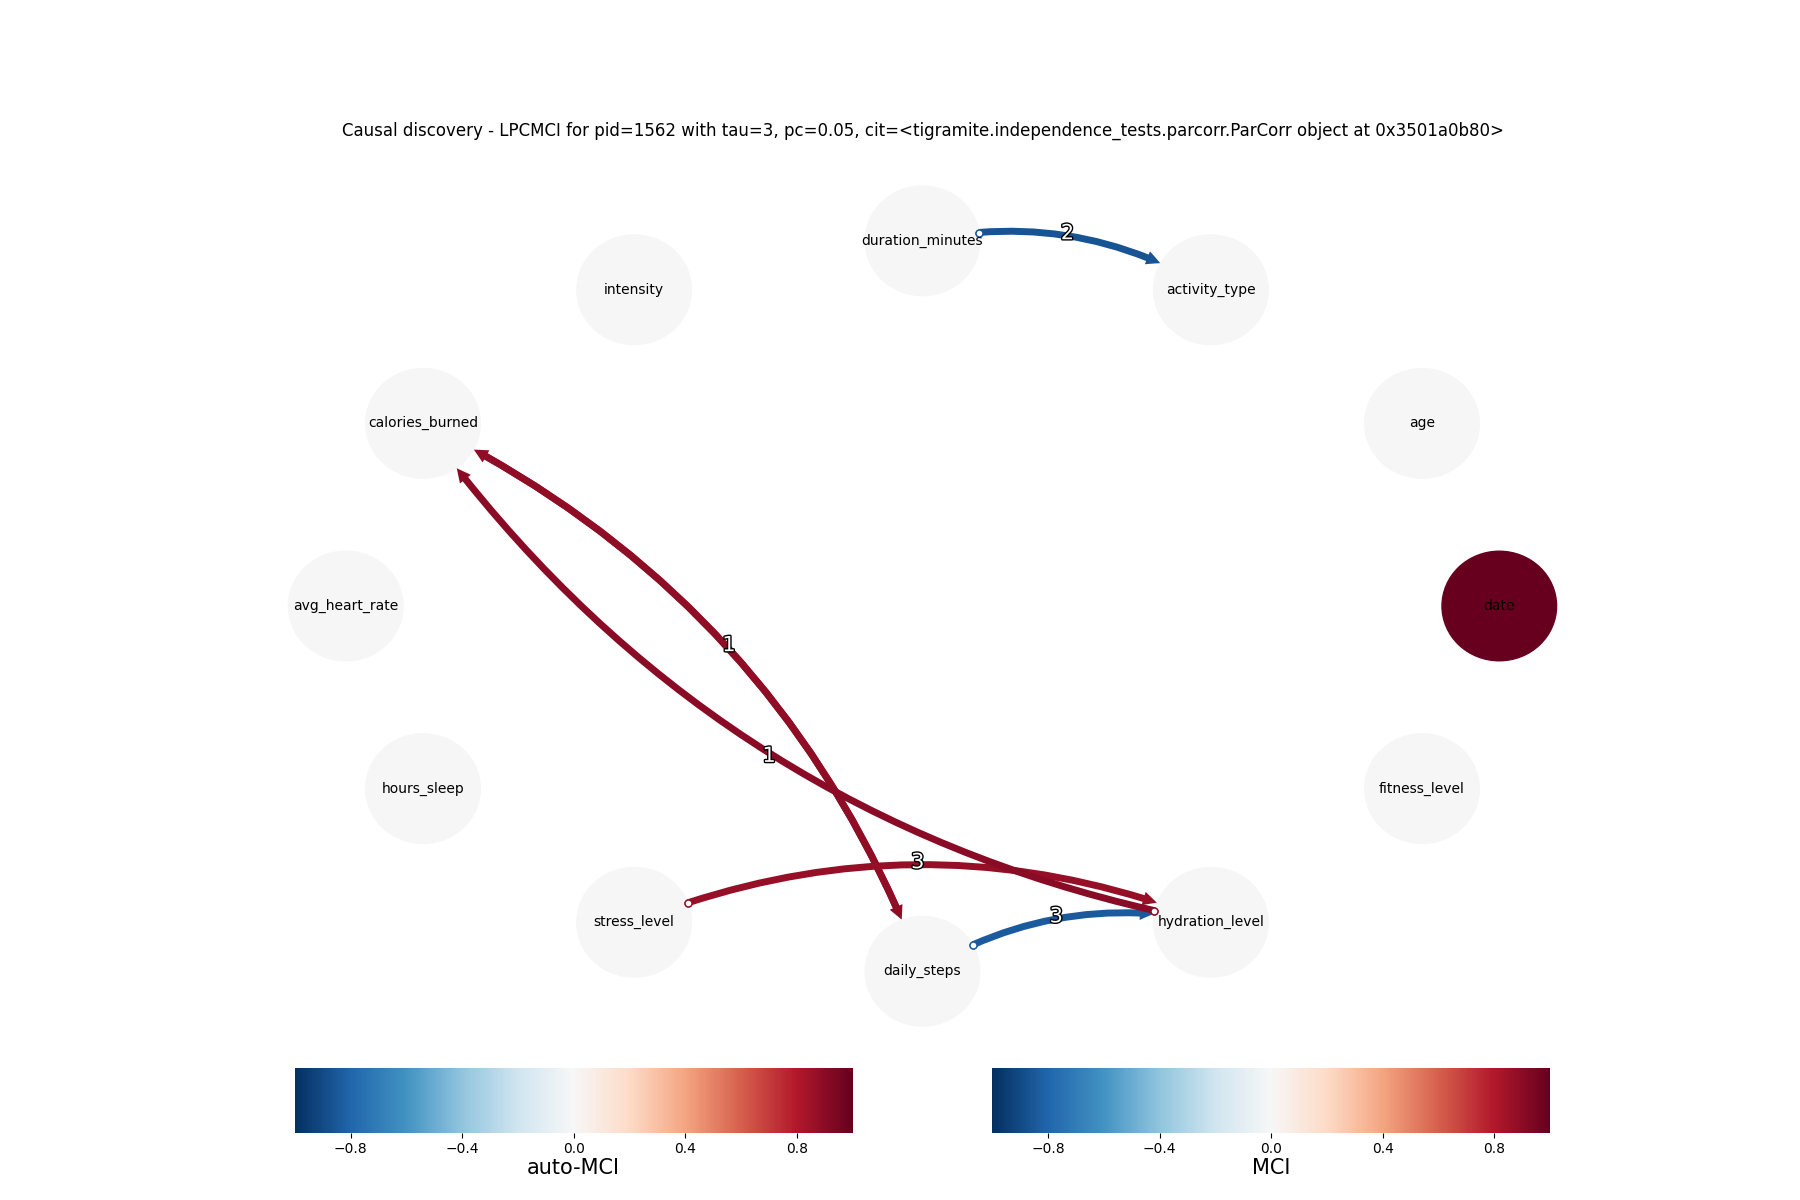 Causal discovery - LPCMCI for pid=1562 with tau=3, pc=0.05, cit=<tigramite.independence_tests.parcorr.ParCorr object at 0x3501a0b80>
2
duration_minutes
intensity
activity_type
calories_burned
age
avg_heart_rate
date
1
1
hours_sleep
fitness_level
3
3
stress_level
hydration_level
daily_steps
−0.8 −0.4 0.0 0.4 0.8
auto-MCI
−0.8 −0.4 0.0 0.4 0.8
MCI